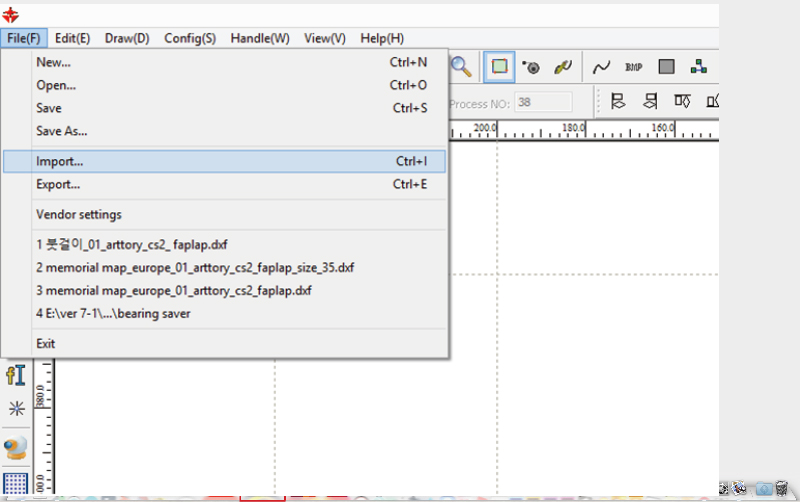 File(F) Edit(E) Draw(D) Config(S) Handle(W) View(V) Help(H)
New... Ctrl+N
Open... Ctrl+O
Save Ctrl+S
Save As...
Import... Ctrl+I
Export... Ctrl+E
Vendor settings
1 붓걸이_01_arttory_cs2_ faplap.dxf
2 memorial map_europe_01_arttory_cs2_faplap_size_35.dxf
3 memorial map_europe_01_arttory_cs2_faplap.dxf
4 E:\ver 7-1\...\bearing saver
Exit
BMP
Process NO: 38
200.0 180.0 160.0
380.0